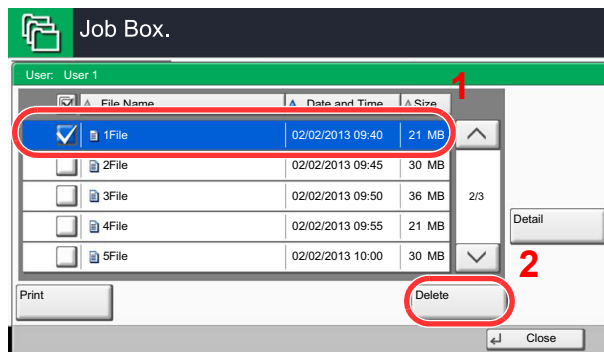 Job Box.
User: User 1
File Name Date and Time Size
1
1File 02/02/2013 09:40 21 MB
2File 02/02/2013 09:45 30 MB
3File 02/02/2013 09:50 36 MB
2/3
4File 02/02/2013 09:55 21 MB
Detail
5File 02/02/2013 10:00 30 MB
2
Print
Delete
Close